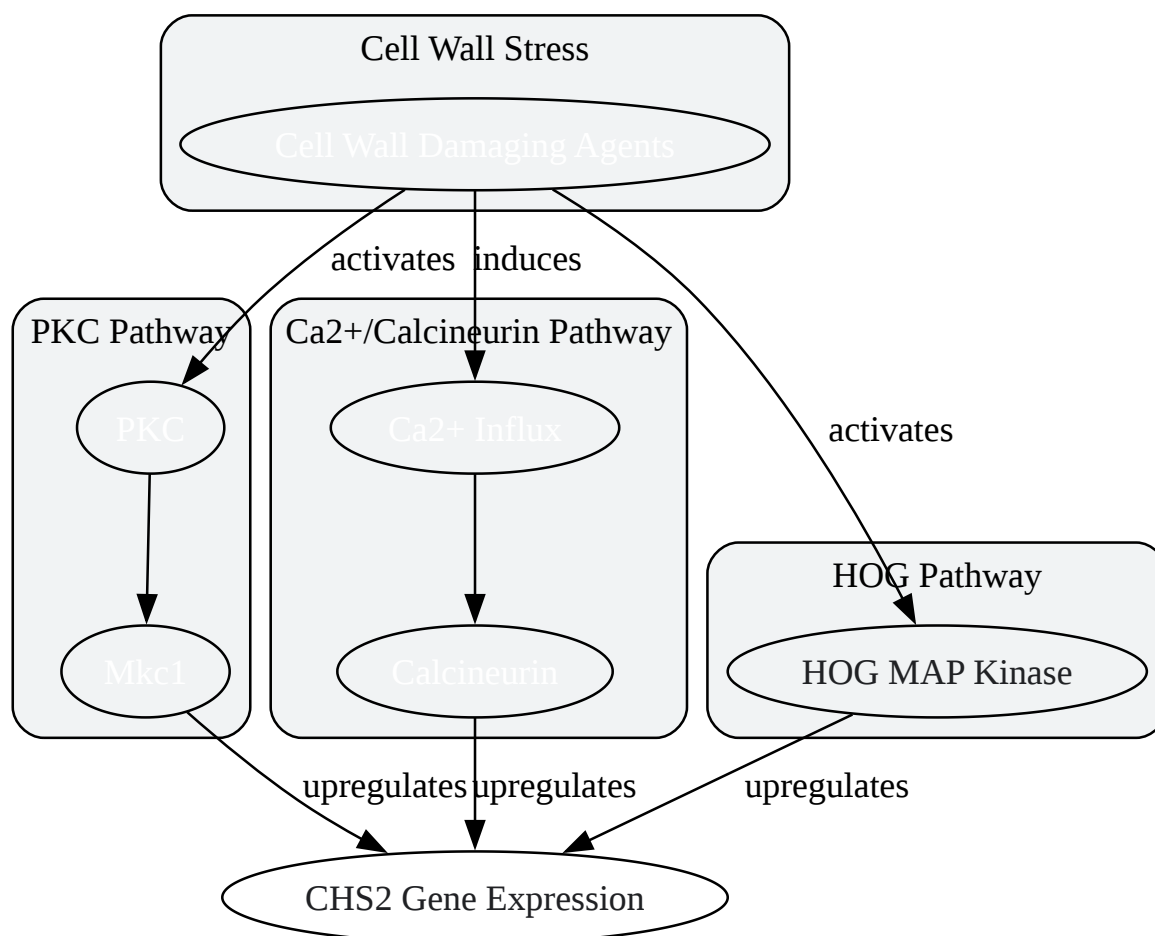 Cell Wall Stress
Cell Wall Damaging Agents
activates
induces
PKC Pathway
Ca2+/Calcineurin Pathway
PKC
Ca2+ Influx
activates
HOG Pathway
Mkc1
Calcineurin
HOG MAP Kinase
upregulates
upregulates
upregulates
CHS2 Gene Expression